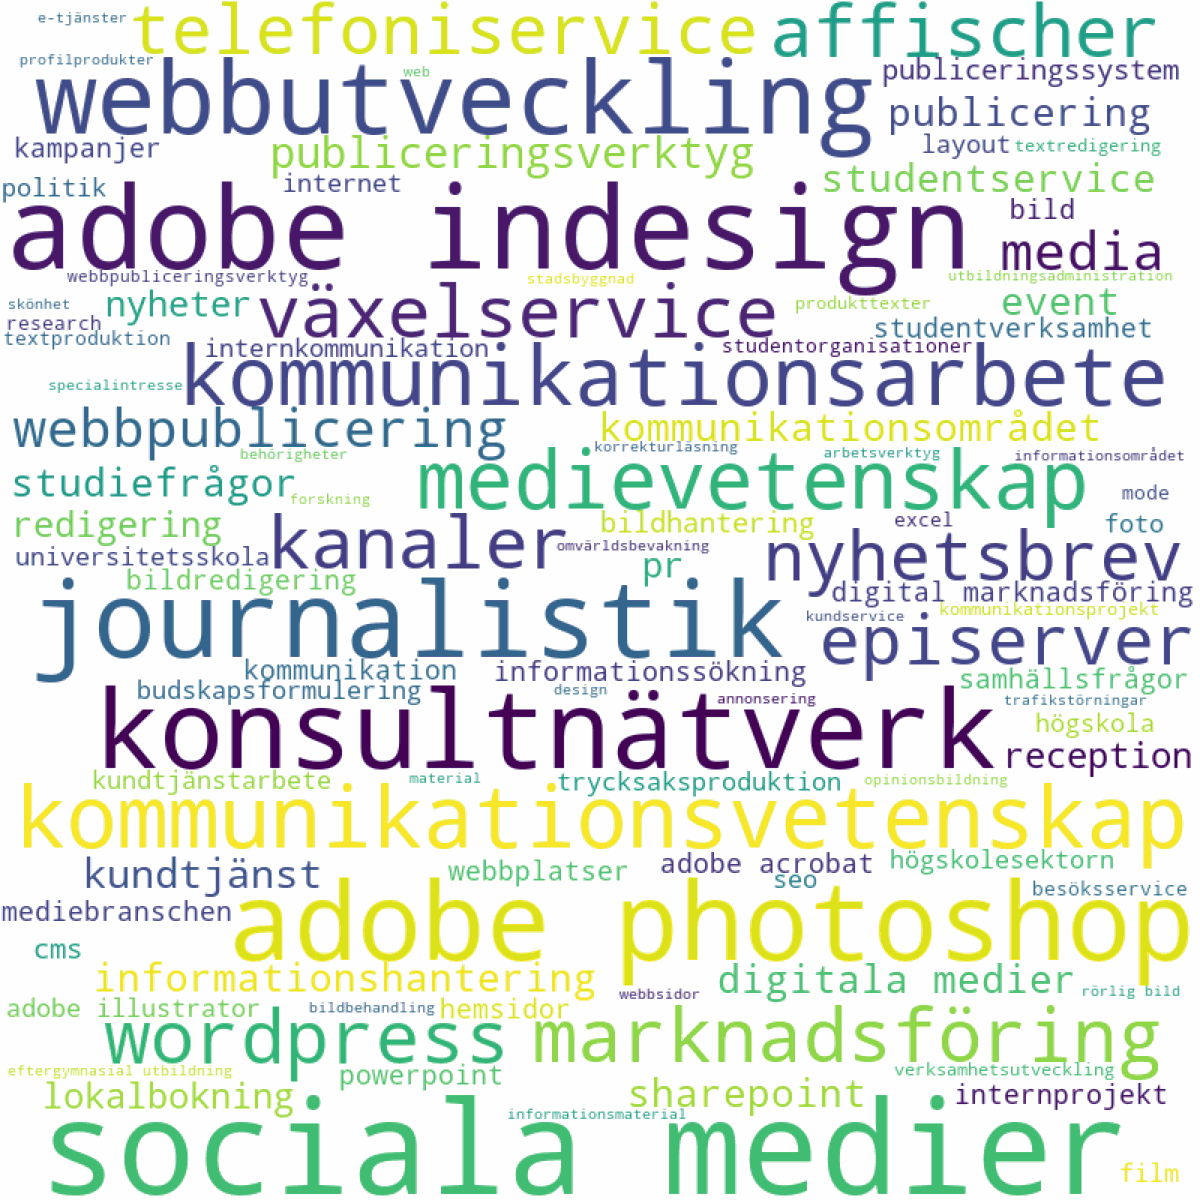 e-tjänster
telefoniservice
affischer
profilprodukter
web
webbutveckling
publiceringssystem
publicering
kampanjer
publiceringsverktyg
layout
textredigering
politik
internet
studentservice
adobe indesign
bild
media
webbpubliceringsverktyg
stadsbyggnad
utbildningsadministration
skönhet
nyheter
växelservice
produkttexter
event
research
textproduktion
internkommunikation
studentverksamhet
studentorganisationer
specialintresse
kommunikationsarbete
webbpublicering
kommunikationsområdet
behörigheter
korrekturläsning
arbetsverktyg
informationsområdet
studiefrågor
forskning
medievetenskap
mode
redigering
kanaler
bildhantering
excel
foto
universitetsskola
omvärldsbevakning
nyhetsbrev
bildredigering
pr
digital marknadsföring
journalistik
kundservice
kommunikationsprojekt
episerver
kommunikation
informationssökning
samhällsfrågor
budskapsformulering
design
annonsering
trafikstörningar
konsultnätverk
högskola
reception
kundtjänstarbete
material
trycksaksproduktion
opinionsbildning
kommunikationsvetenskap
kundtjänst
webbplatser
adobe acrobat
högskolesektorn
seo
besöksservice
mediebranschen
adobe photoshop
cms
informationshantering
digitala medier
webbsidor
rörlig bild
adobe illustrator
bildbehandling
hemsidor
wordpress
marknadsföring
eftergymnasial utbildning
powerpoint
verksamhetsutveckling
lokalbokning
sharepoint
internprojekt
informationsmaterial
sociala medier
film